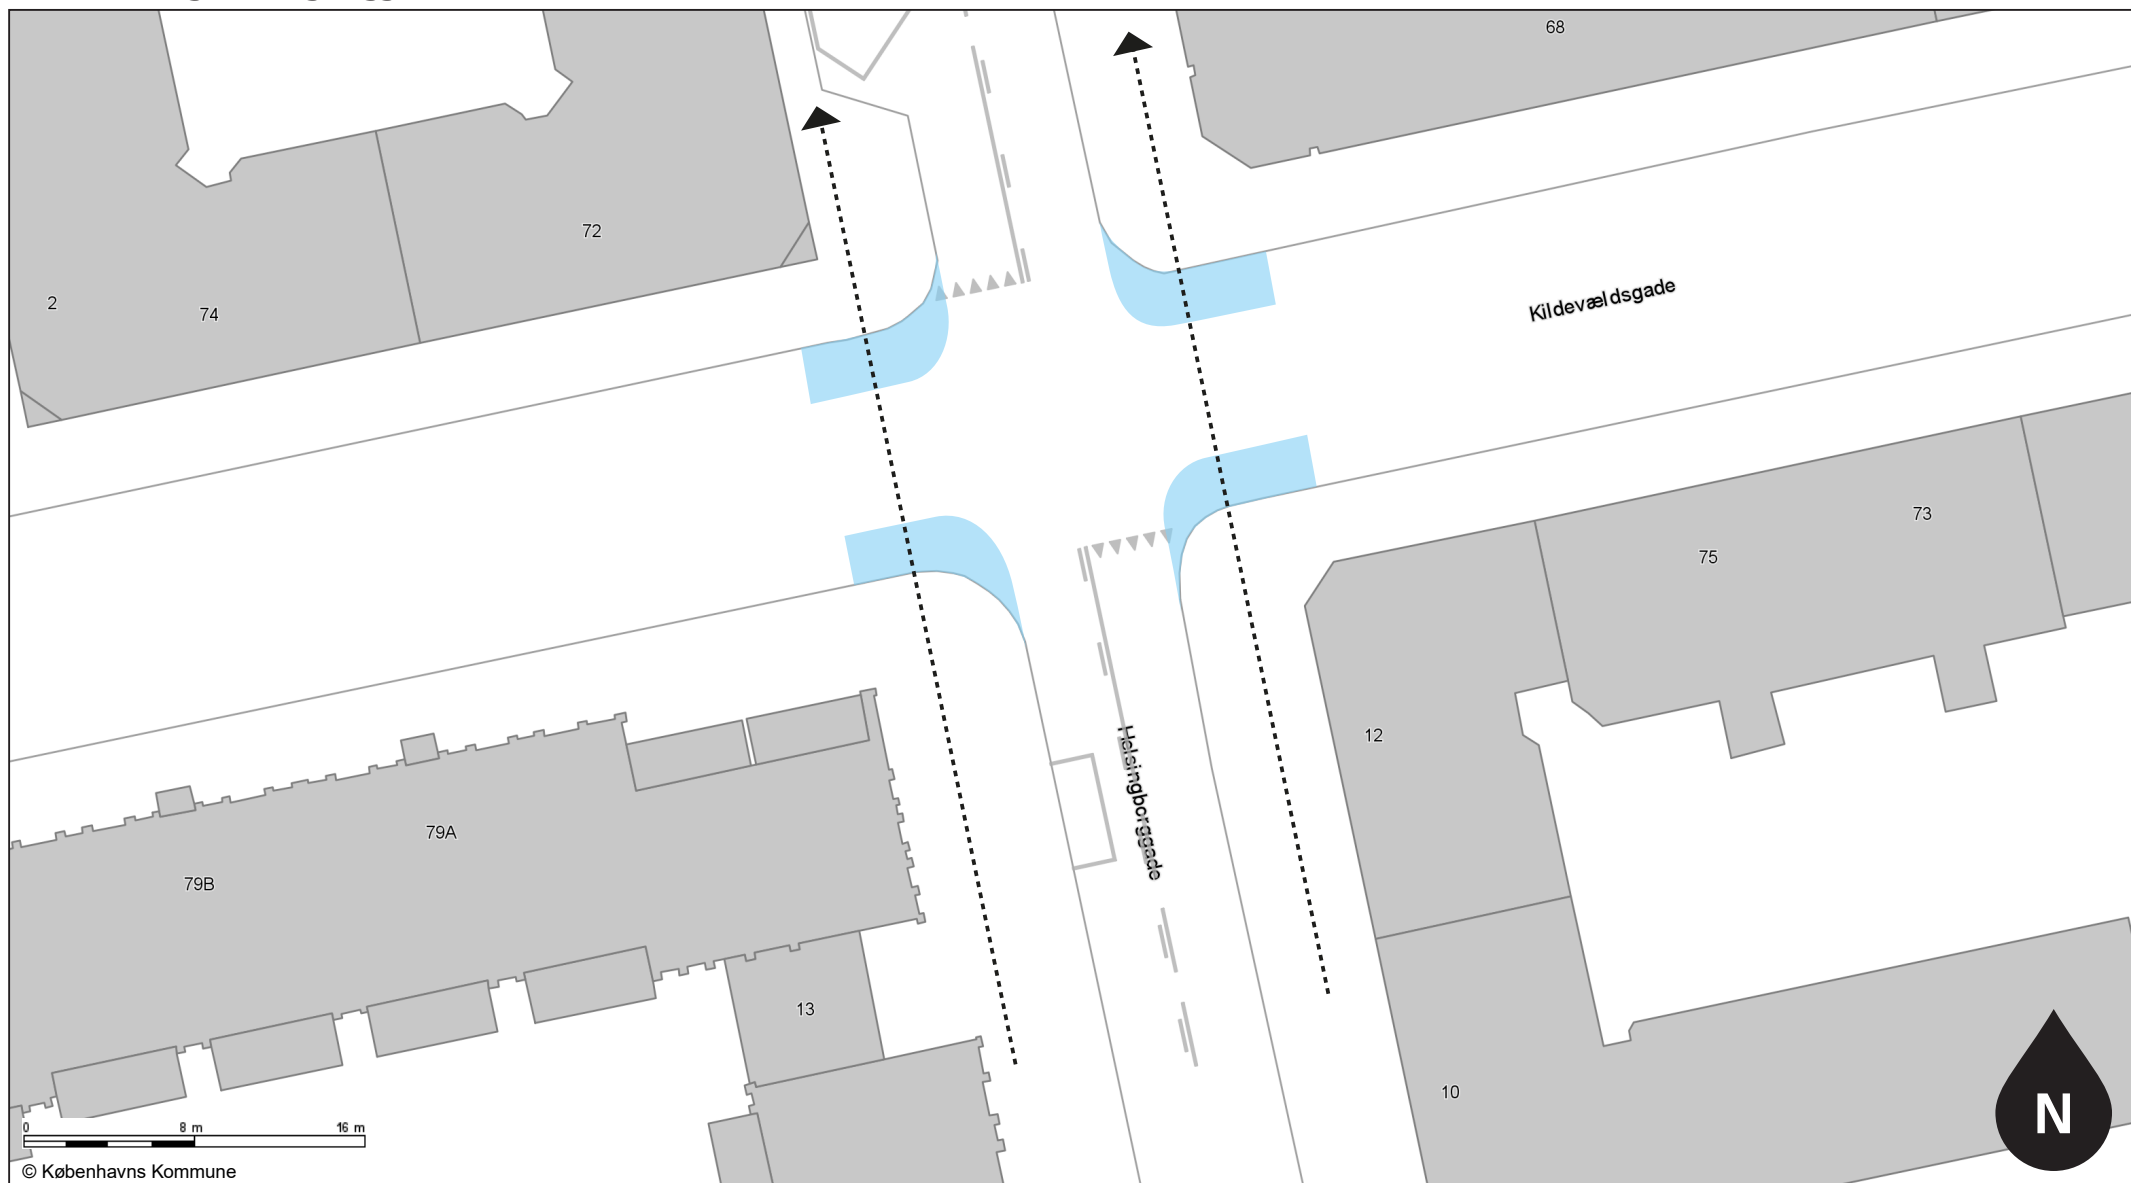 68
72
Kildevældsgade
2
74
73
75
12
Helsingborggade
79A
79B
13
10
N
0 8 m 16 m
© Københavns Kommune